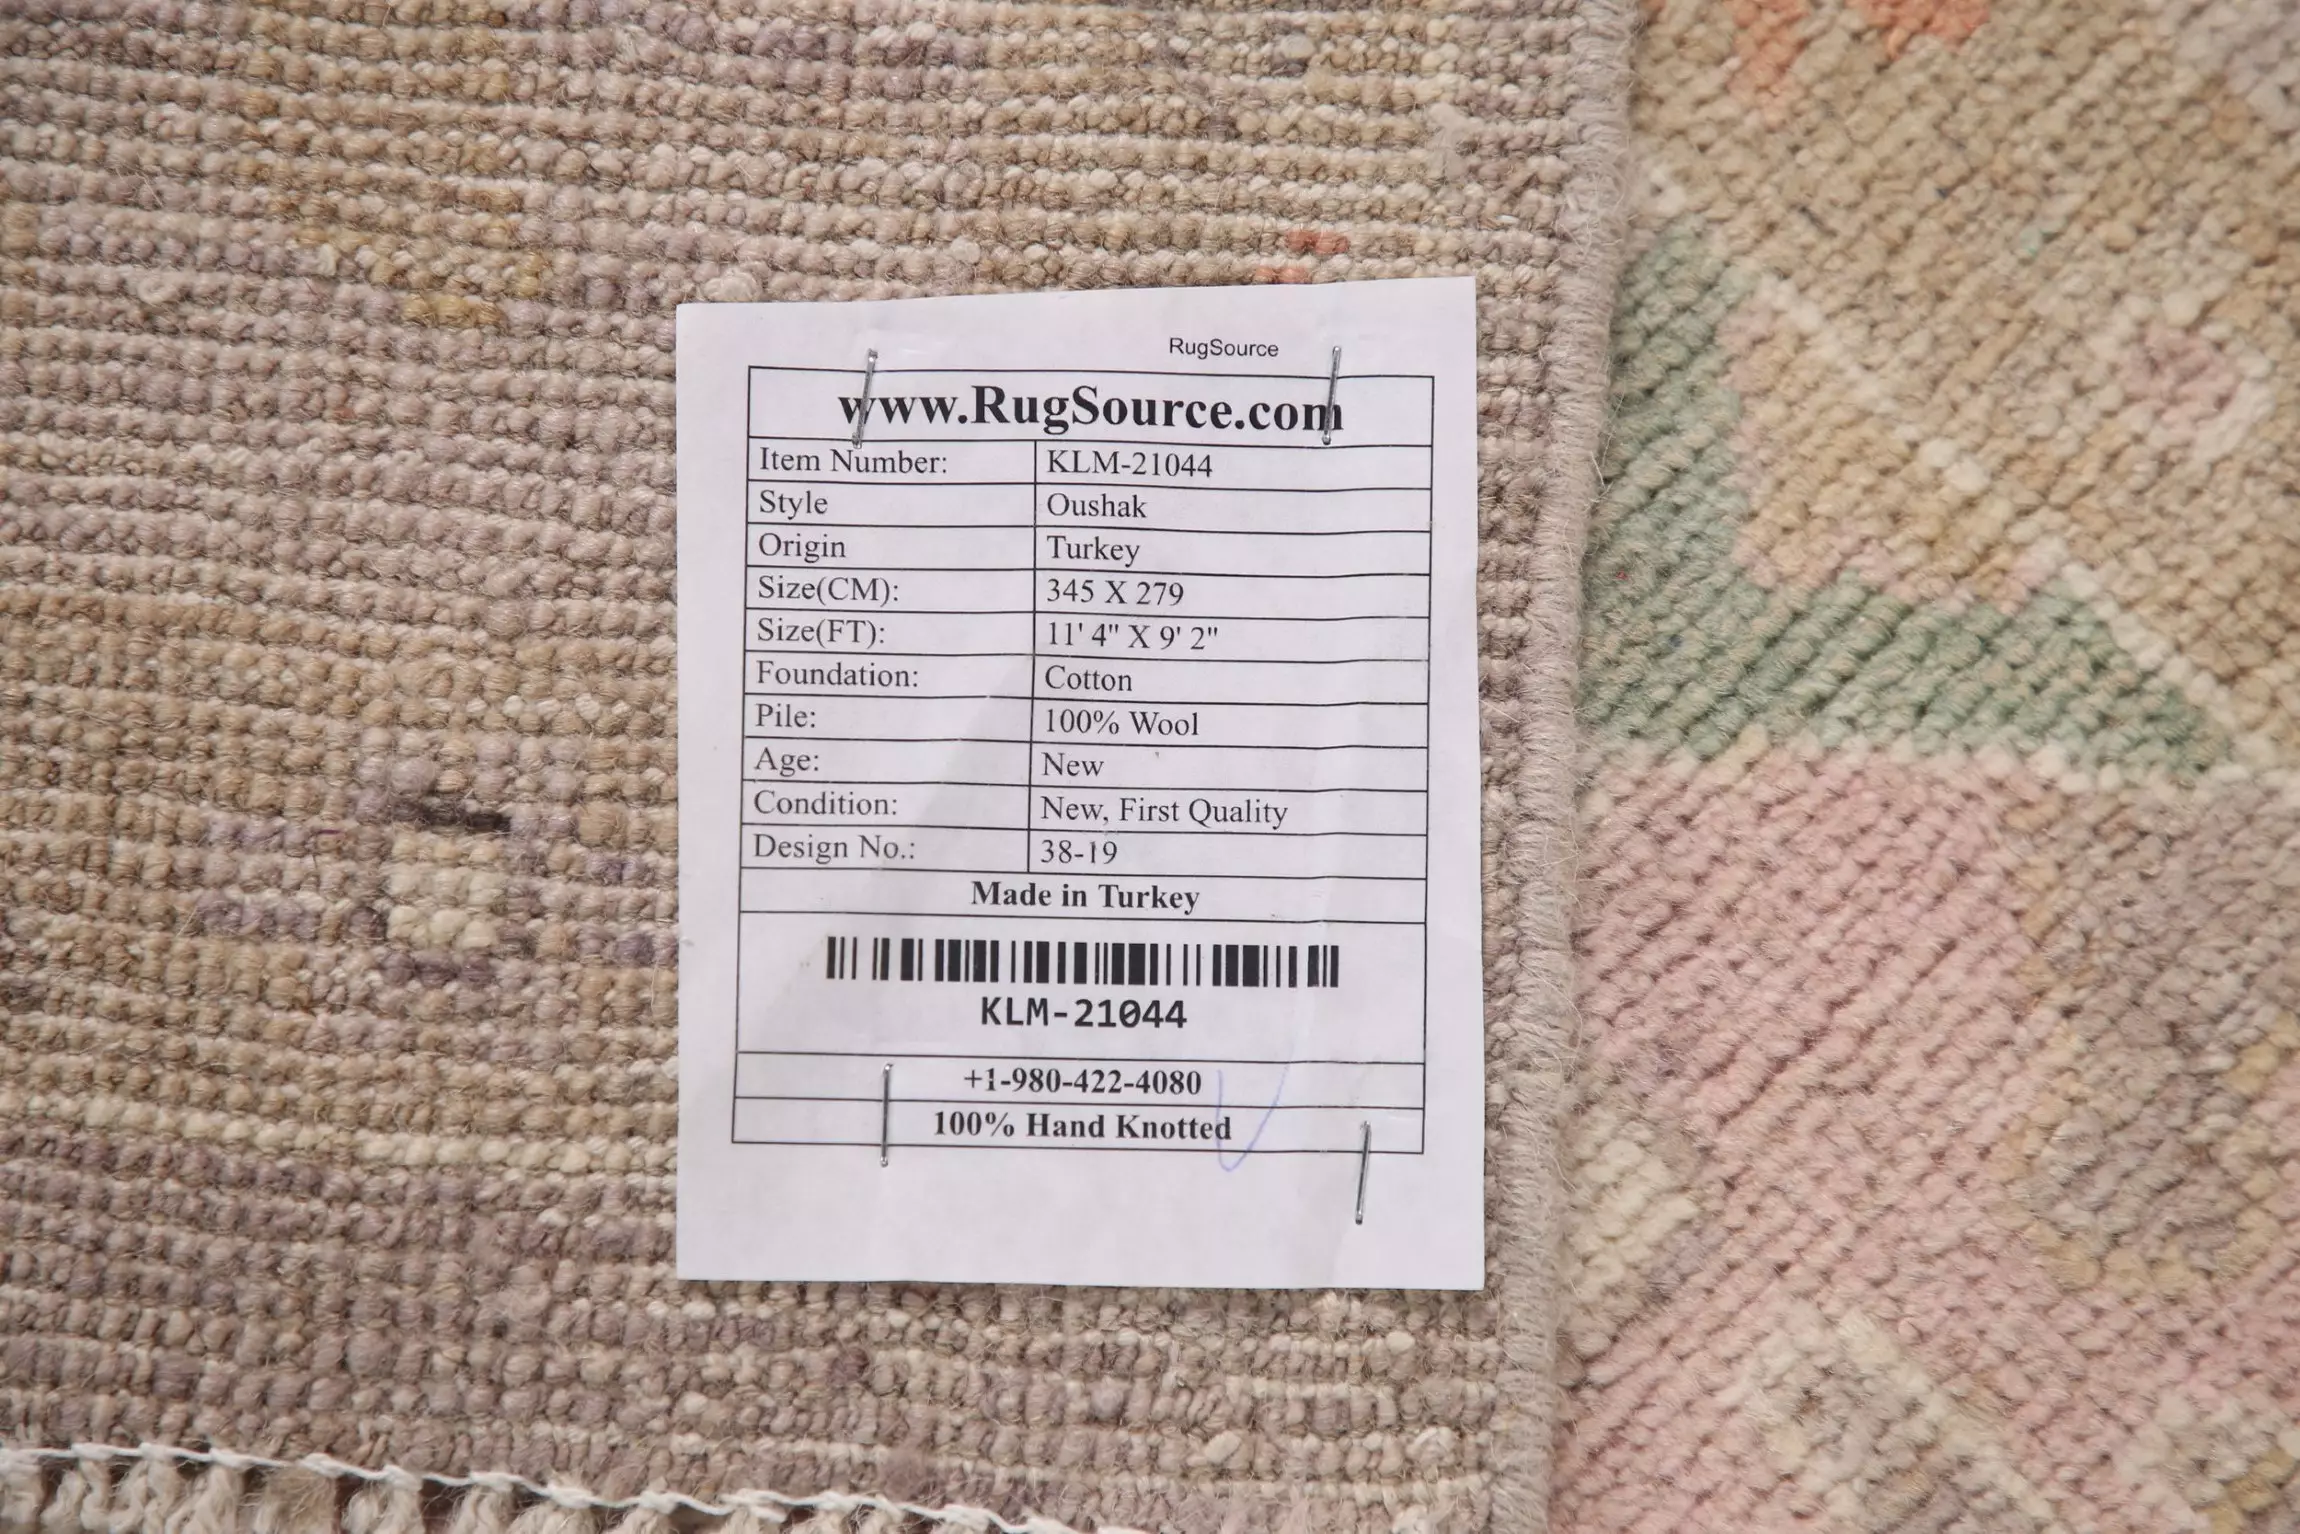 RugSource
www.RugSource.com
Item Number: KLM-21044
Style Oushak
Origin Turkey
Size(CM): 345 X 279
Size(FT): 11' 4" X 9' 2"
Foundation: Cotton
Pile: 100% Wool
Age: New
Condition: New, First Quality
Design No.: 38-19
Made in Turkey
KLM-21044
+1-980-422-4080
100% Hand Knotted